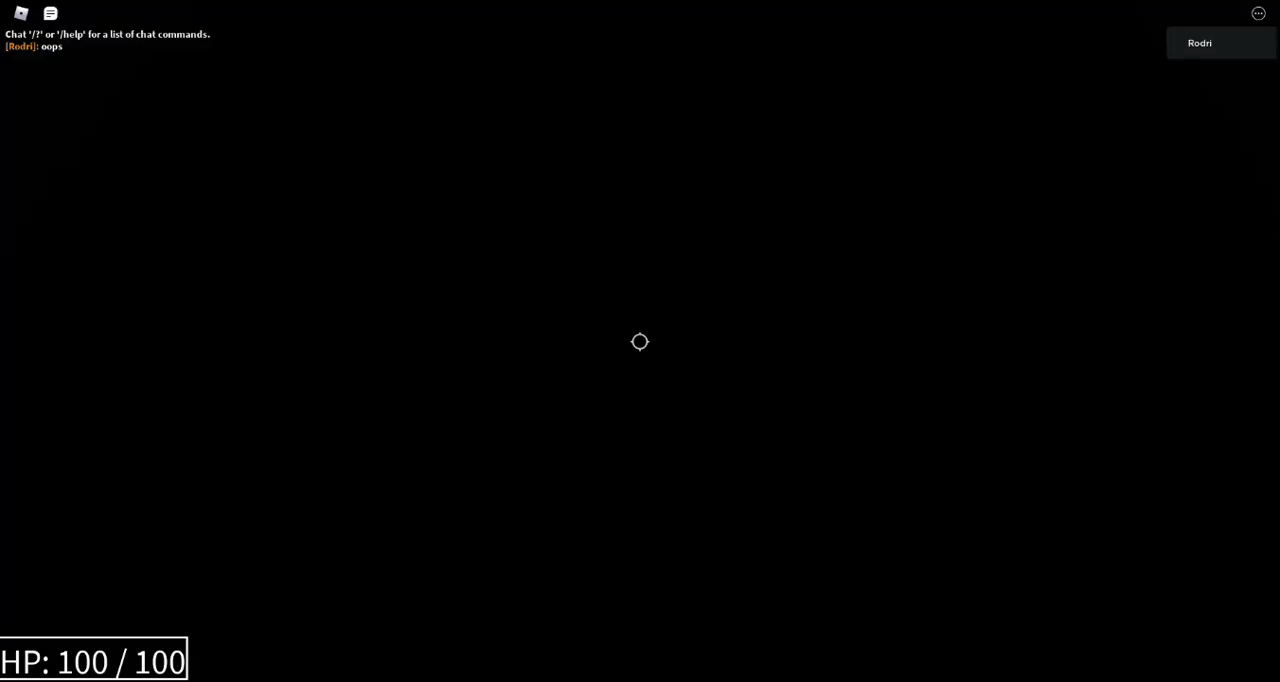 Chat '/?' or '/help' for a list of chat commands.
[Rodri]: oops
Rodri
HP: 100 / 100